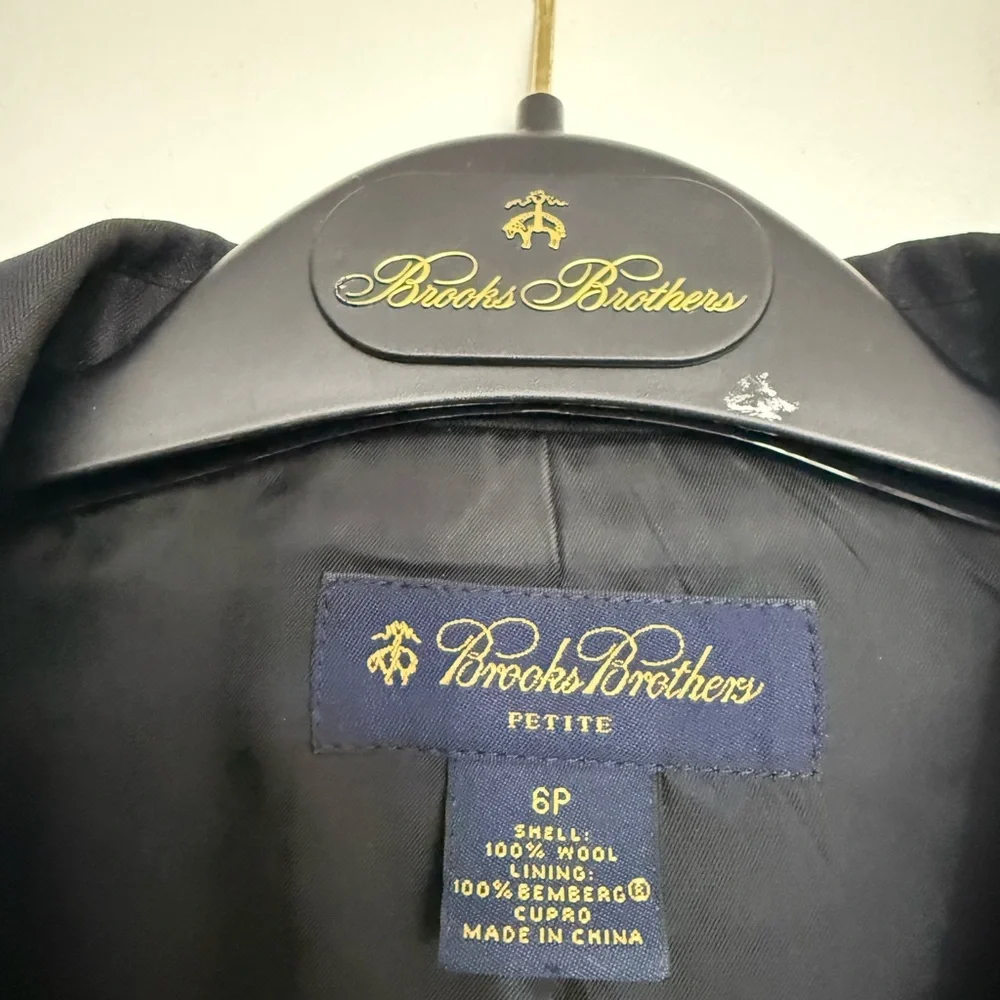 Brooks Brothers
Brooks Brothers
PETITE
6P
SHELL:
100% WOOL
LINING:
100% BEMBERG®
CUPRO
MADE IN CHINA